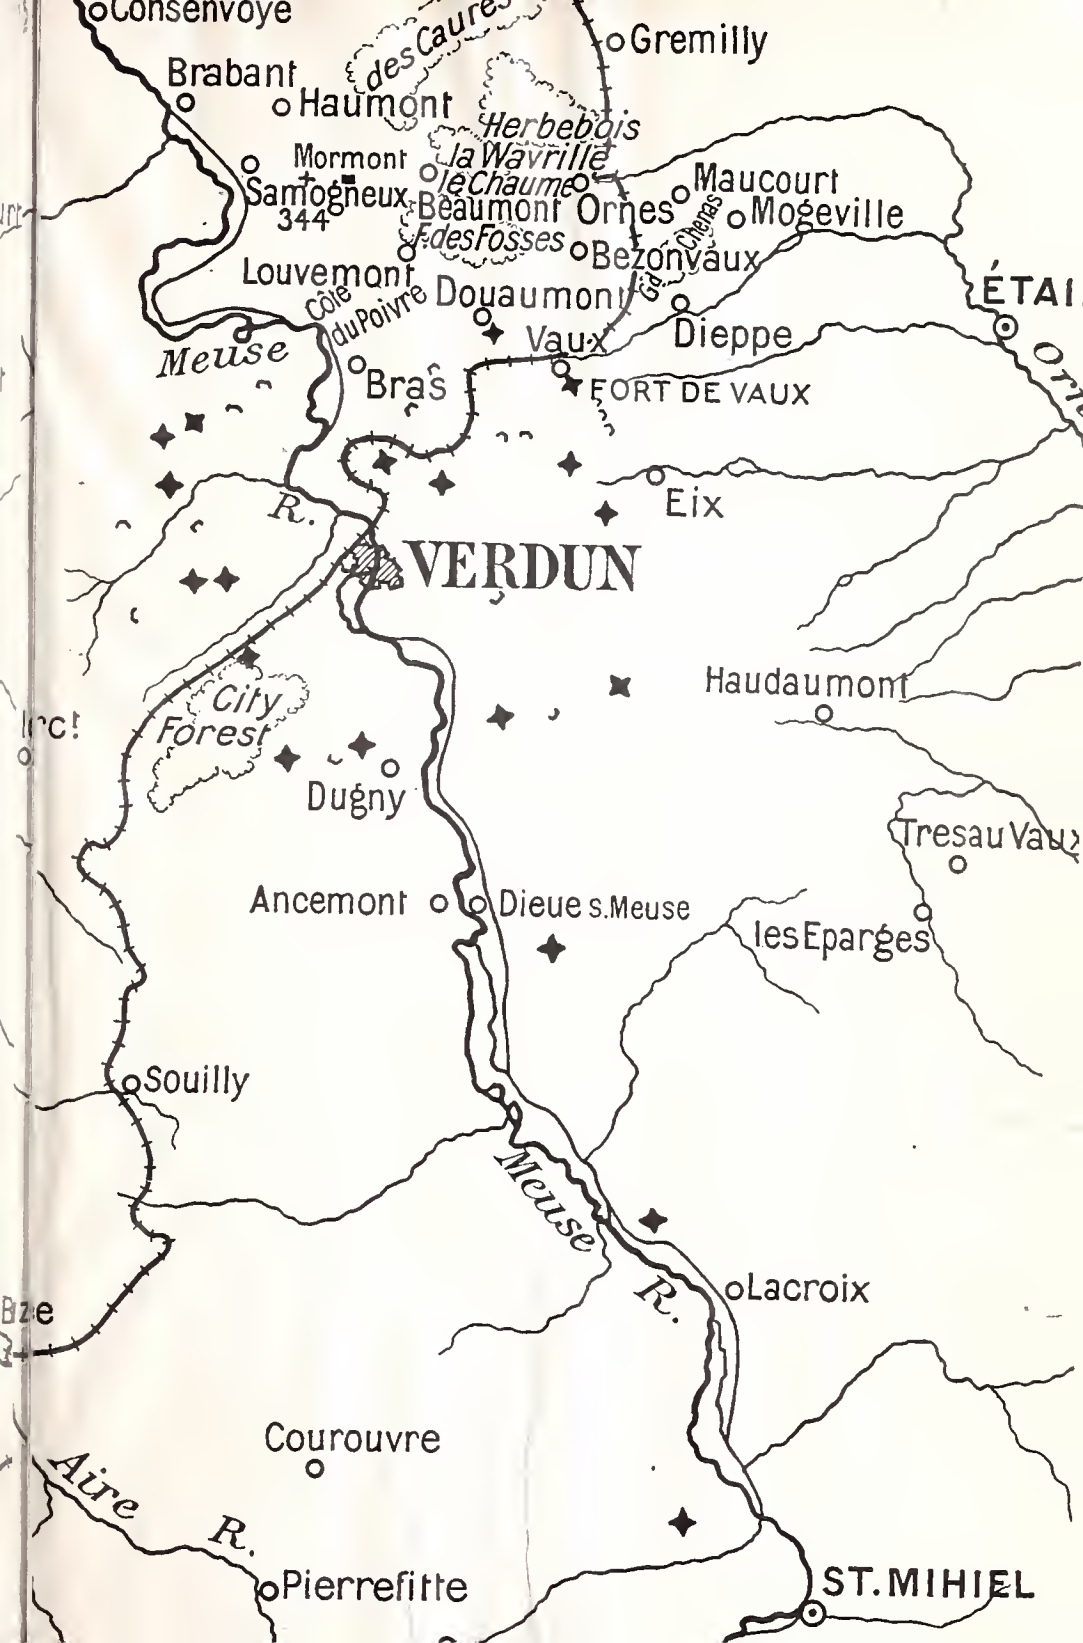 Consenvoye
des Caures
Gremilly
Brabant
Haumont
Herbebois
Mormont
la Wavrille
le Chaume
Maucourt
Samogneux
344
Beaumont
Ornes
Chenas
Mogeville
F. des Fosses
Bezonvaux
Louvemont
Gd
Côte
du Poivre
Douaumont
ÉTAI
Vaux
Dieppe
Meuse
Orne
Bras
FORT DE VAUX
R.
Eix
VERDUN
Haudaumont
City
Forest
Dugny
Tresau Vaux
Ancemont
Dieue s.Meuse
les Eparges
Souilly
Meuse
R.
Lacroix
Courouvre
Aire
R.
Pierrefitte
ST. MIHIEL